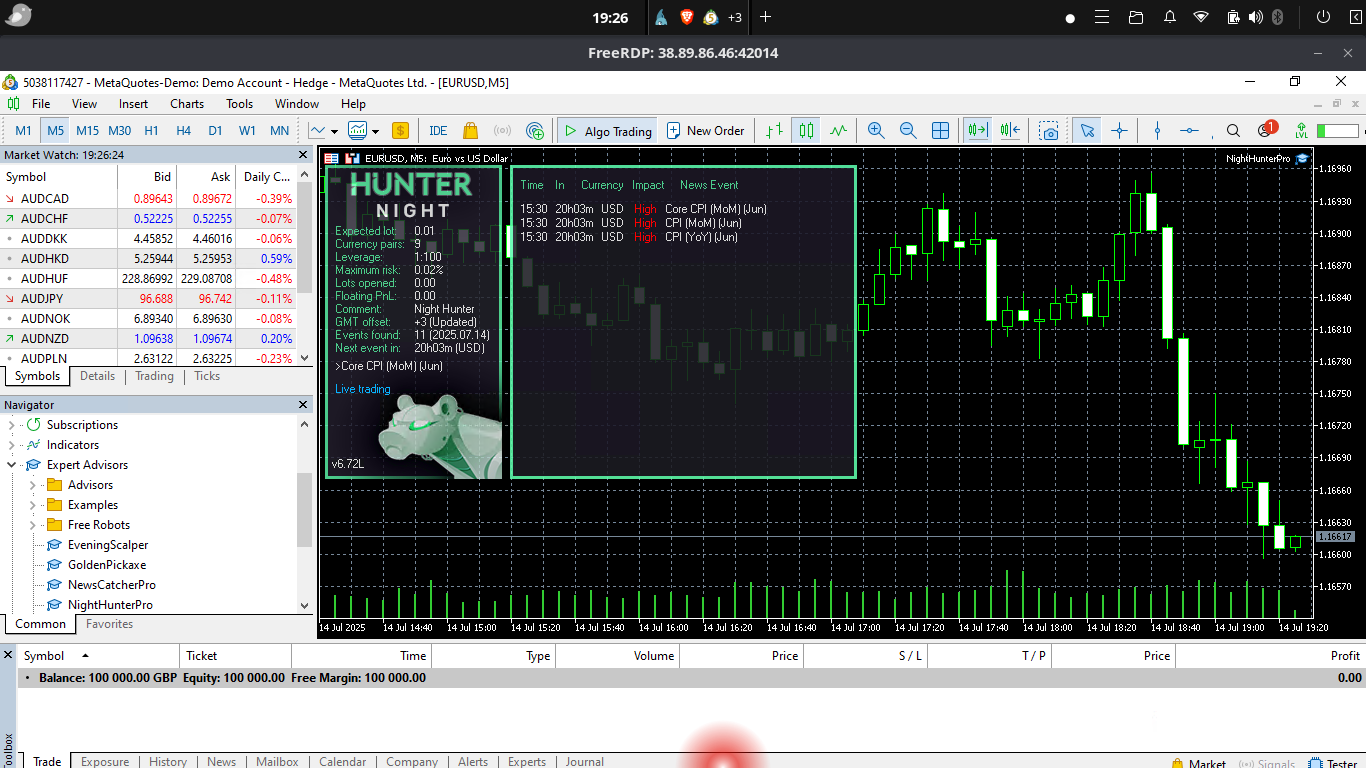 19:26
+3
FreeRDP: 38.89.86.46:42014
5038117427 - MetaQuotes-Demo: Demo Account - Hedge - MetaQuotes Ltd. - [EURUSD,M5]
File View Insert Charts Tools Window Help
M1 M5 M15 M30 H1 H4 D1 W1 MN IDE Algo Trading New Order 1 LVL
Market Watch: 19:26:24
Symbol Bid Ask Daily C...
AUDCAD 0.89643 0.89672 -0.39%
AUDCHF 0.52225 0.52255 -0.07%
AUDDKK 4.45852 4.46016 -0.06%
AUDHKD 5.25944 5.25953 0.59%
AUDHUF 228.86992 229.08708 -0.48%
AUDJPY 96.688 96.742 -0.11%
AUDNOK 6.89340 6.89630 -0.08%
AUDNZD 1.09638 1.09674 0.20%
AUDPLN 2.63122 2.63225 -0.23%
Symbols Details Trading Ticks
Navigator
Subscriptions
Indicators
Expert Advisors
Advisors
Examples
Free Robots
EveningScalper
GoldenPickaxe
NewsCatcherPro
NightHunterPro
Common Favorites
EURUSD, M5: Euro vs US Dollar
NightHunterPro
HUNTER
NIGHT
Expected lot: 0.01
Currency pairs: 9
Leverage: 1:100
Maximum risk: 0.02%
Lots opened: 0.00
Floating PnL: 0.00
Comment: Night Hunter
GMT offset: +3 (Updated)
Events found: 11 (2025.07.14)
Next event in: 20h03m (USD)
>Core CPI (MoM) (Jun)
Live trading
v6.72L
Time In Currency Impact News Event
15:30 20h03m USD High Core CPI (MoM) (Jun)
15:30 20h03m USD High CPI (MoM) (Jun)
15:30 20h03m USD High CPI (YoY) (Jun)
1.16960
1.16930
1.16900
1.16870
1.16840
1.16810
1.16780
1.16750
1.16720
1.16690
1.16660
1.16630
1.16617
1.16600
1.16570
14 Jul 2025 14 Jul 14:40 14 Jul 15:00 14 Jul 15:20 14 Jul 15:40 14 Jul 16:00 14 Jul 16:20 14 Jul 16:40 14 Jul 17:00 14 Jul 17:20 14 Jul 17:40 14 Jul 18:00 14 Jul 18:20 14 Jul 18:40 14 Jul 19:00 14 Jul 19:20
Symbol Ticket Time Type Volume Price S / L T / P Price Profit
Balance: 100 000.00 GBP Equity: 100 000.00 Free Margin: 100 000.00 0.00
Trade Exposure History News Mailbox Calendar Company Alerts Experts Journal Market Signals Tester